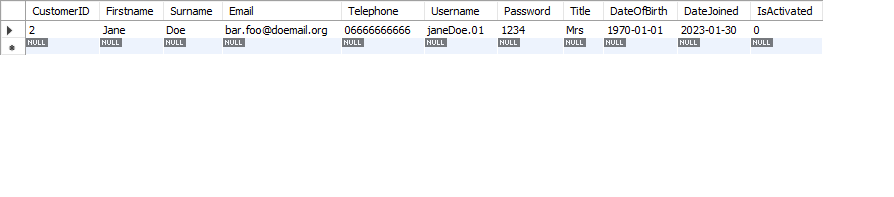 CustomerID Firstname Surname Email Telephone Username Password Title DateOfBirth DateJoined IsActivated
2 Jane Doe bar.foo@doemail.org 06666666666 janeDoe.01 1234 Mrs 1970-01-01 2023-01-30 0
NULL NULL NULL NULL NULL NULL NULL NULL NULL NULL NULL